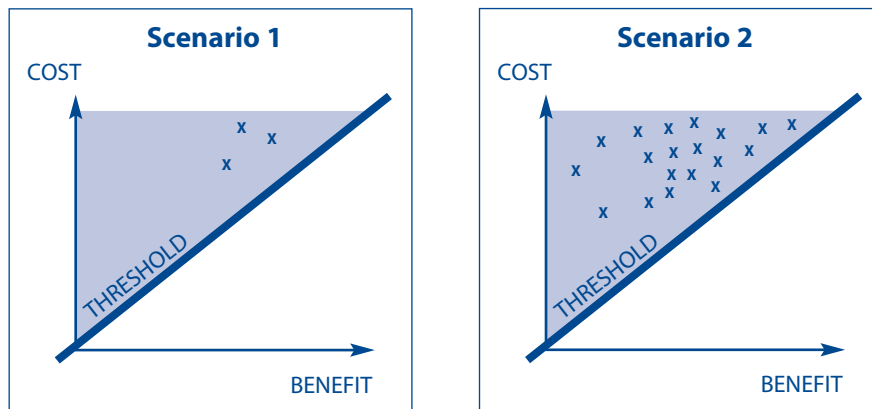 Scenario 1
COST
THRESHOLD
BENEFIT
Scenario 2
COST
THRESHOLD
BENEFIT